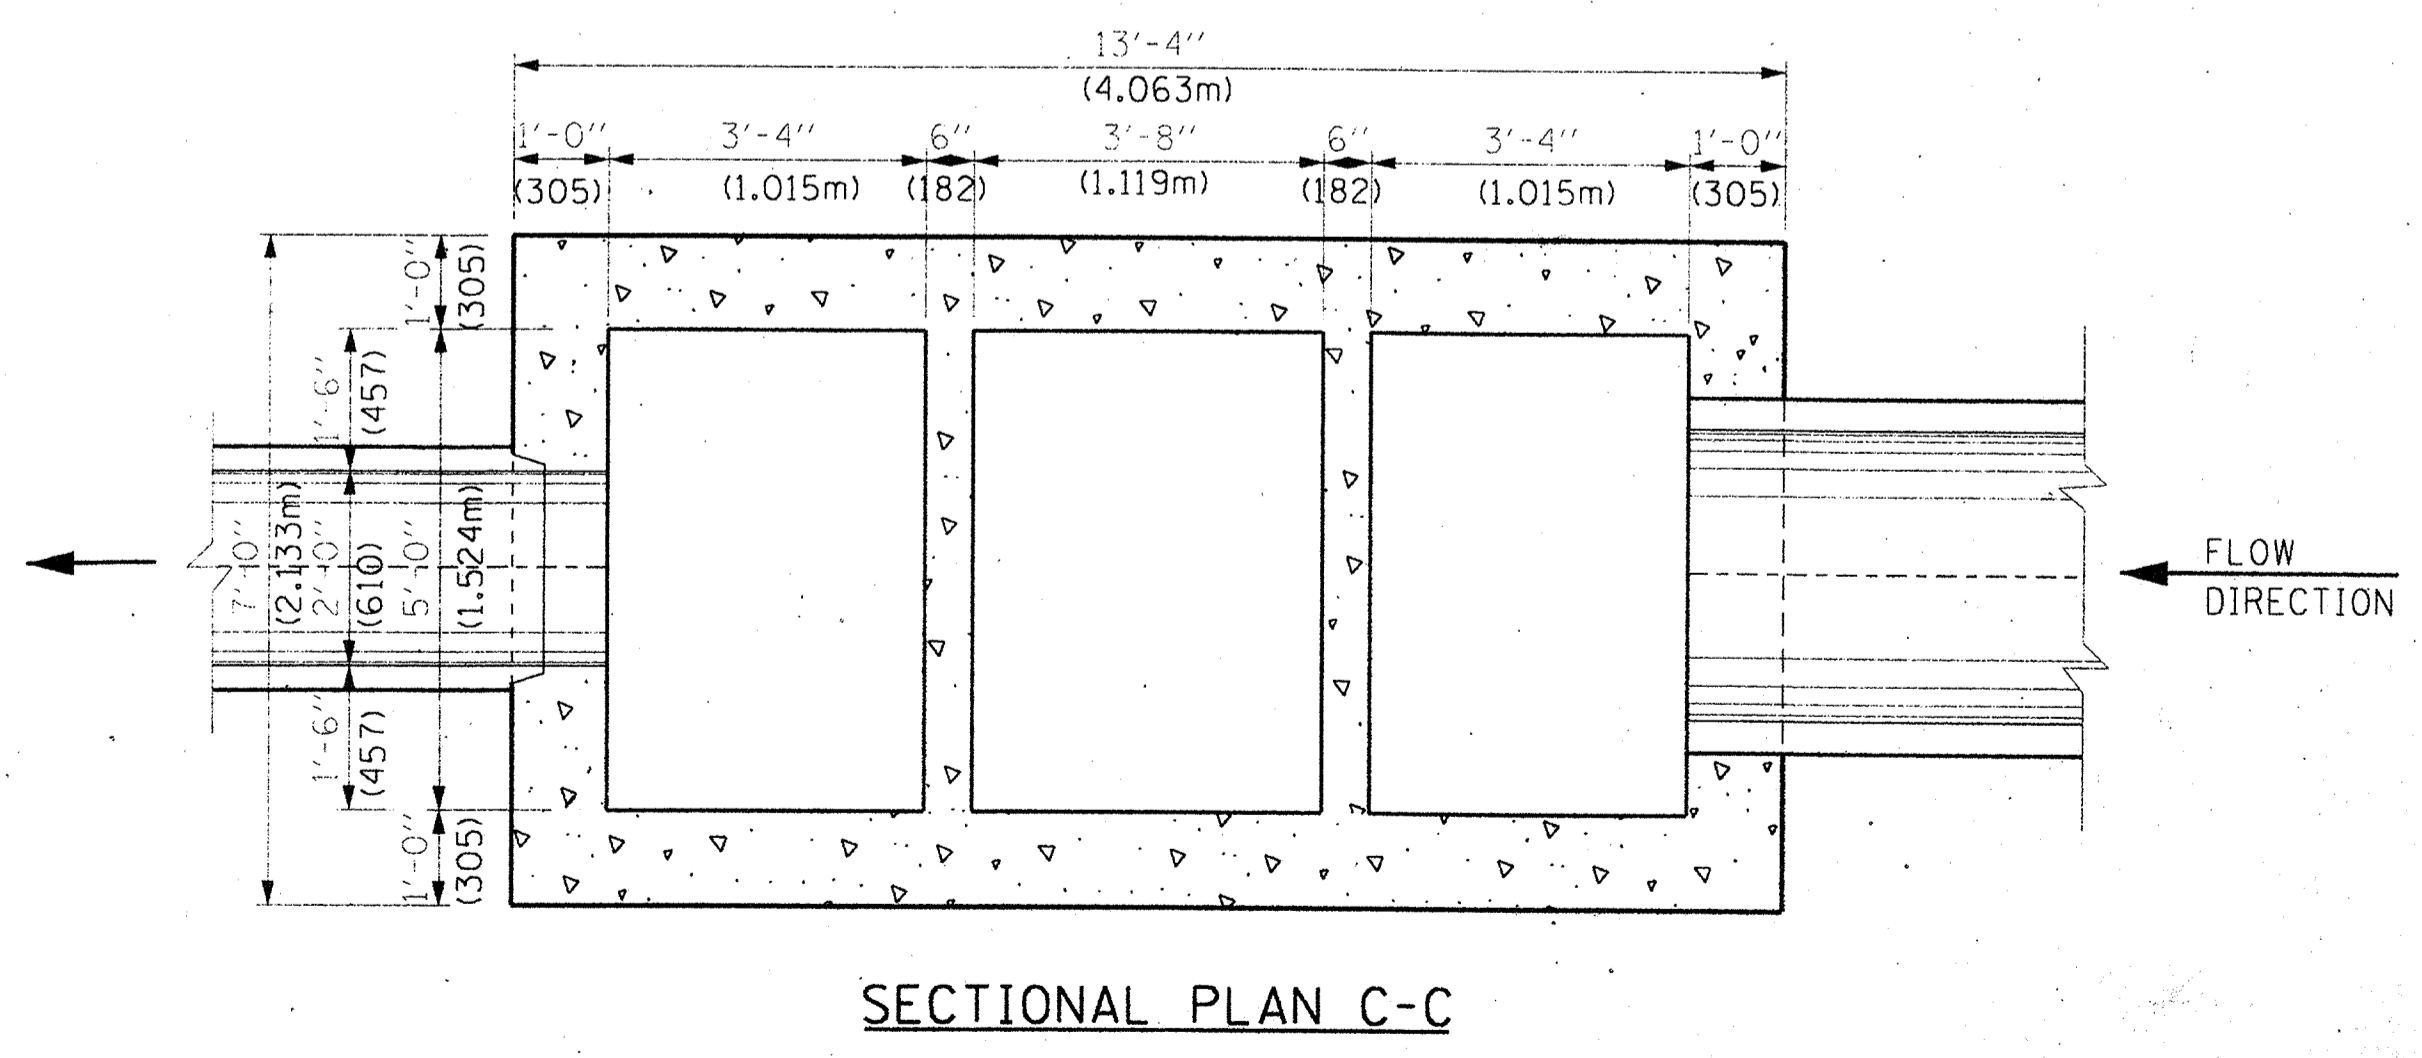 13'-4"
(4.063m)
1'-0" 3'-4" 6" 3'-8" 6" 3'-4" 1'-0"
(305) (1.015m) (182) (1.119m) (182) (1.015m) (305)
1'-0"
(305)
1'-6"
(457)
7'-10"
(2.133m)
2'-0"
(610)
5'-0"
(1.524m)
1'-6"
(457)
1'-0"
(305)
FLOW
DIRECTION
SECTIONAL PLAN C-C